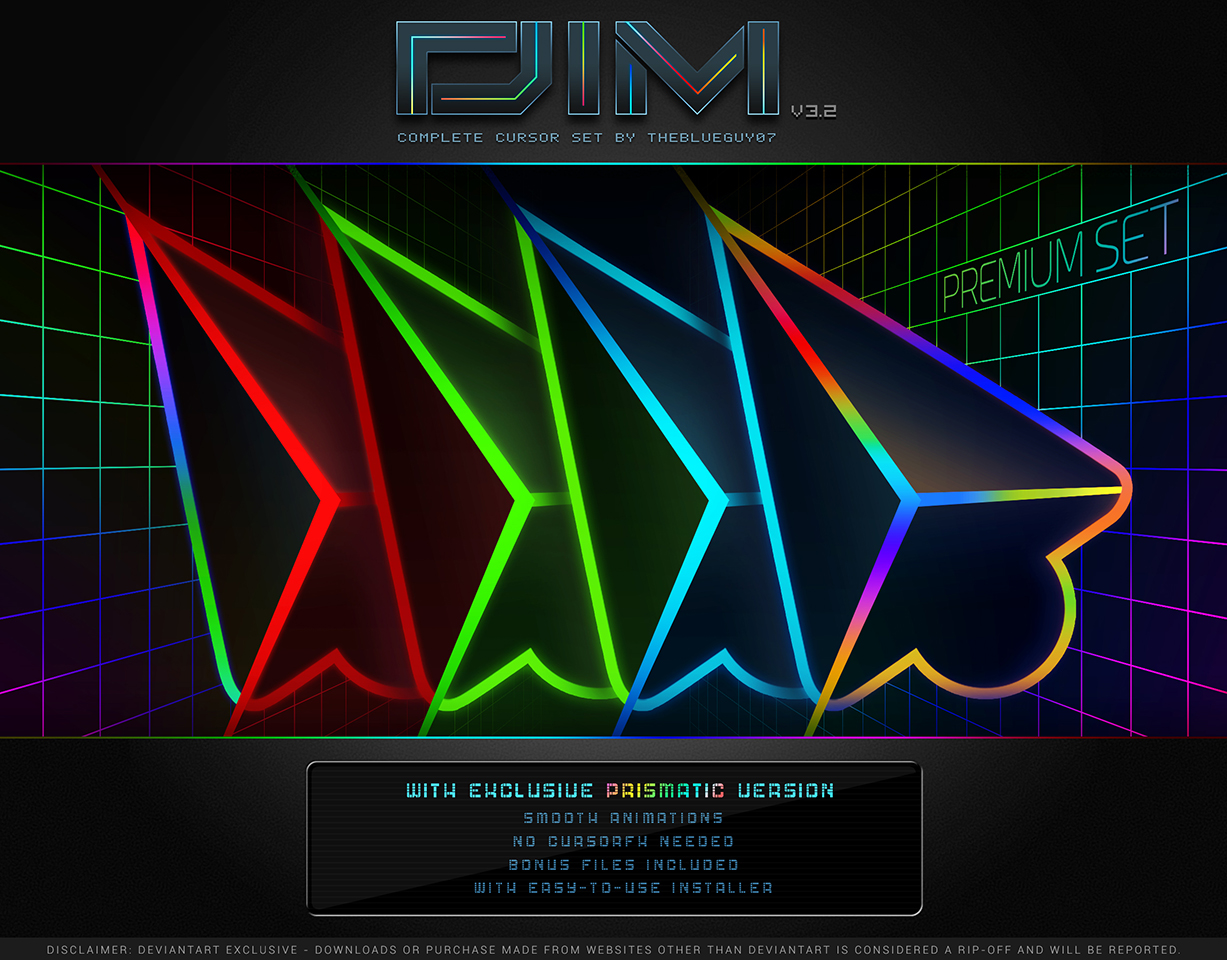 DIM
V3.2
COMPLETE CURSOR SET BY THEBLUEGUY07
PREMIUM SET
WITH EXCLUSIVE PRISMATIC VERSION
SMOOTH ANIMATIONS
NO CURSORFX NEEDED
BONUS FILES INCLUDED
WITH EASY-TO-USE INSTALLER
DISCLAIMER: DEVIANTART EXCLUSIVE - DOWNLOADS OR PURCHASE MADE FROM WEBSITES OTHER THAN DEVIANTART IS CONSIDERED A RIP-OFF AND WILL BE REPORTED.